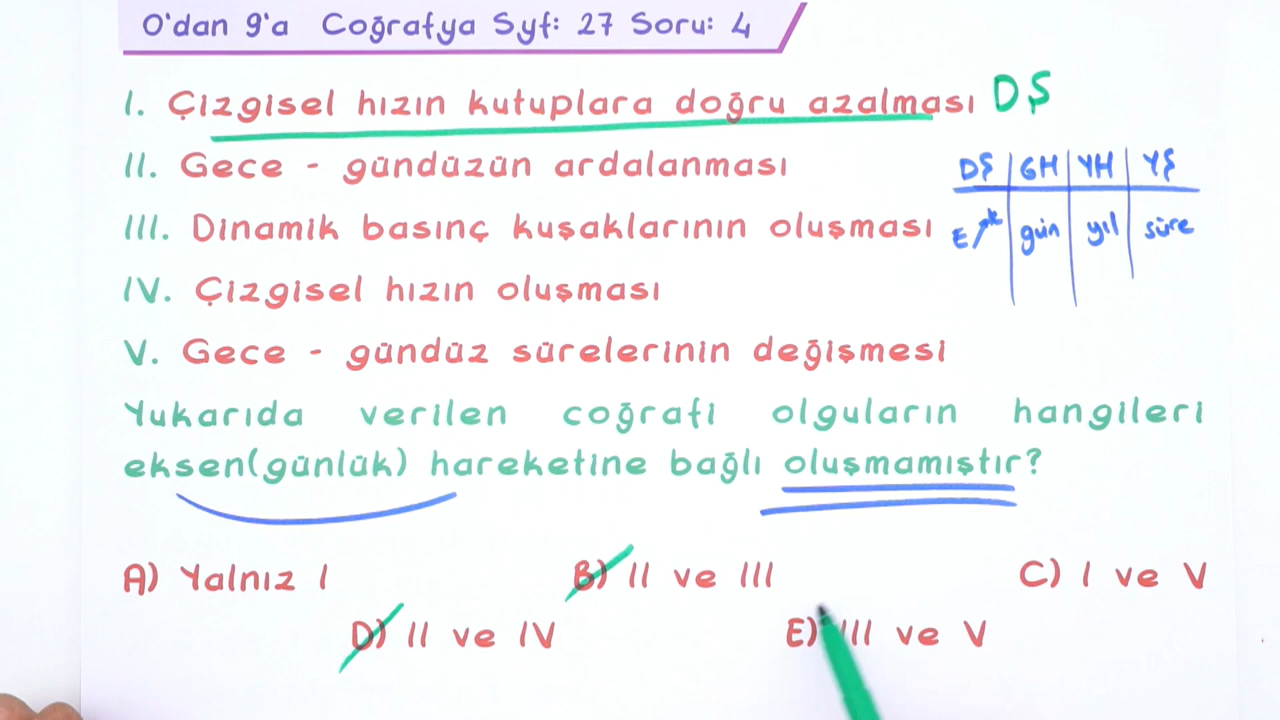 0'dan 9'a Coğrafya Syf: 27 Soru: 4
I. Çizgisel hızın kutuplara doğru azalması DŞ
II. Gece - gündüzün ardalanması
III. Dinamik basınç kuşaklarının oluşması
IV. Çizgisel hızın oluşması
V. Gece - gündüz sürelerinin değişmesi
DŞ GH YH YŞ
E k gün yıl süre
Yukarıda verilen coğrafi olguların hangileri
eksen(günlük) hareketine bağlı oluşmamıştır?
A) Yalnız I
B) II ve III
C) I ve V
D) II ve IV
E) III ve V